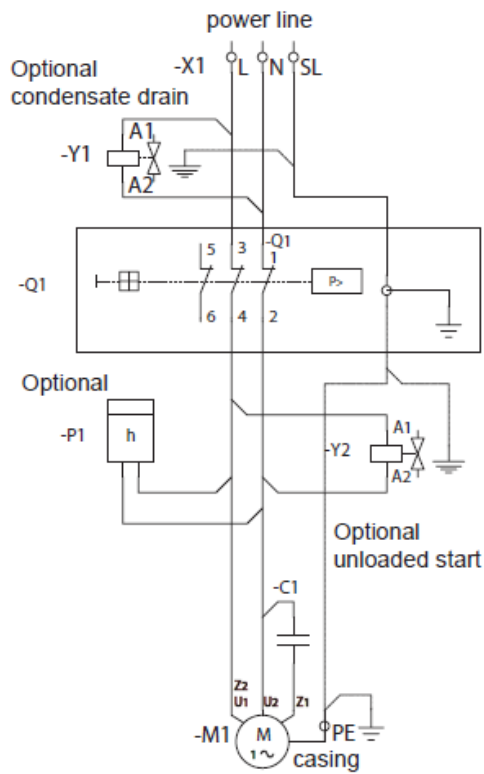 power line
-X1 L N SL
Optional
condensate drain
A1
-Y1
A2
-Q1
5 3 1
-Q1
P>
6 4 2
Optional
-P1 h
A1
-Y2
A2
Optional
unloaded start
-C1
Z2
U1 U2 Z1
-M1 M
1~
PE
casing